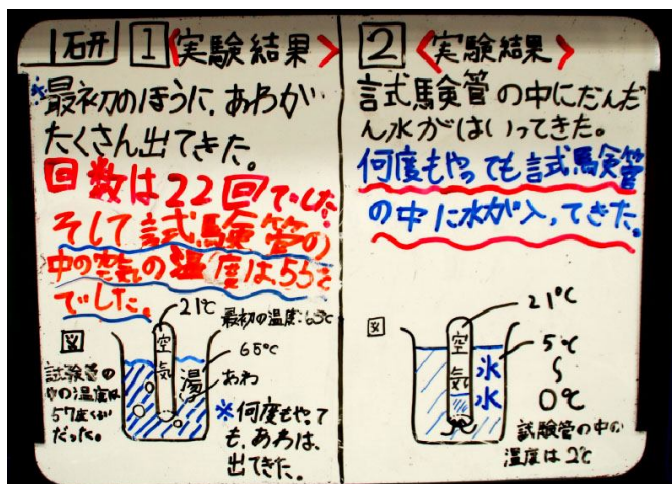 1研 1 <実験結果>
※最初のほうに、あわが
たくさん出てきた。
回数は22回でした。
そして試験管の
中の空気の温度は55℃
でした。
21℃
最初の温度:65℃
図
空気
65℃
湯
あわ
試験管の
中の温度は
57度くらい
だった。
※何度もやって
も、あわは、
出てきた。
2 <実験結果>
試験管の中にだんだ
ん水がはいってきた。
何度もやっても試験管
の中に水が入ってきた。
図
21℃
空気
氷水
5℃
〜
0℃
試験管の中の
温度は2℃